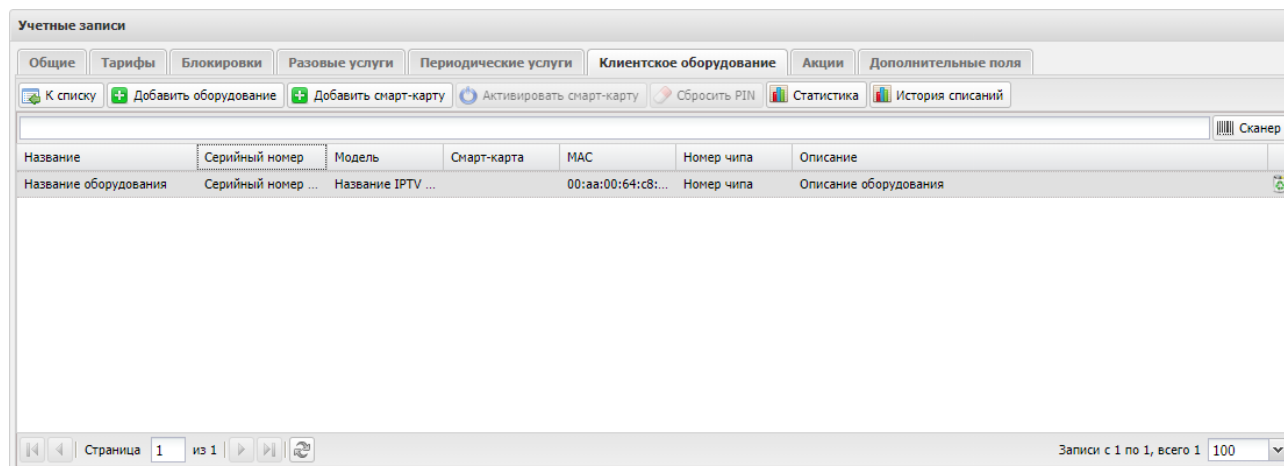 Учетные записи
Общие Тарифы Блокировки Разовые услуги Периодические услуги Клиентское оборудование Акции Дополнительные поля
К списку Добавить оборудование Добавить смарт-карту Активировать смарт-карту Сбросить PIN Статистика История списаний
Сканер
Название Серийный номер Модель Смарт-карта MAC Номер чипа Описание
Название оборудования Серийный номер ... Название IPTV ... 00:aa:00:64:c8:... Номер чипа Описание оборудования
Страница 1 из 1 Записи с 1 по 1, всего 1 100